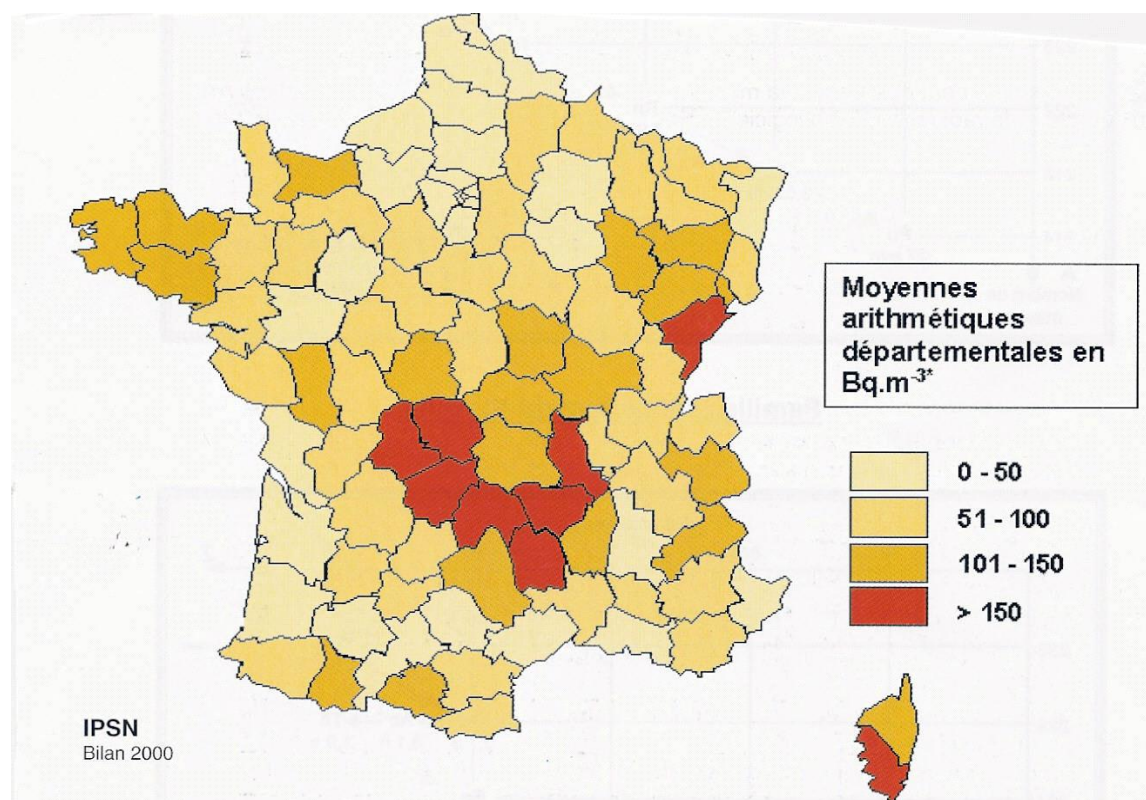 Moyennes
arithmétiques
départementales en
Bq.m-3*
0 - 50
51 - 100
101 - 150
> 150
IPSN
Bilan 2000